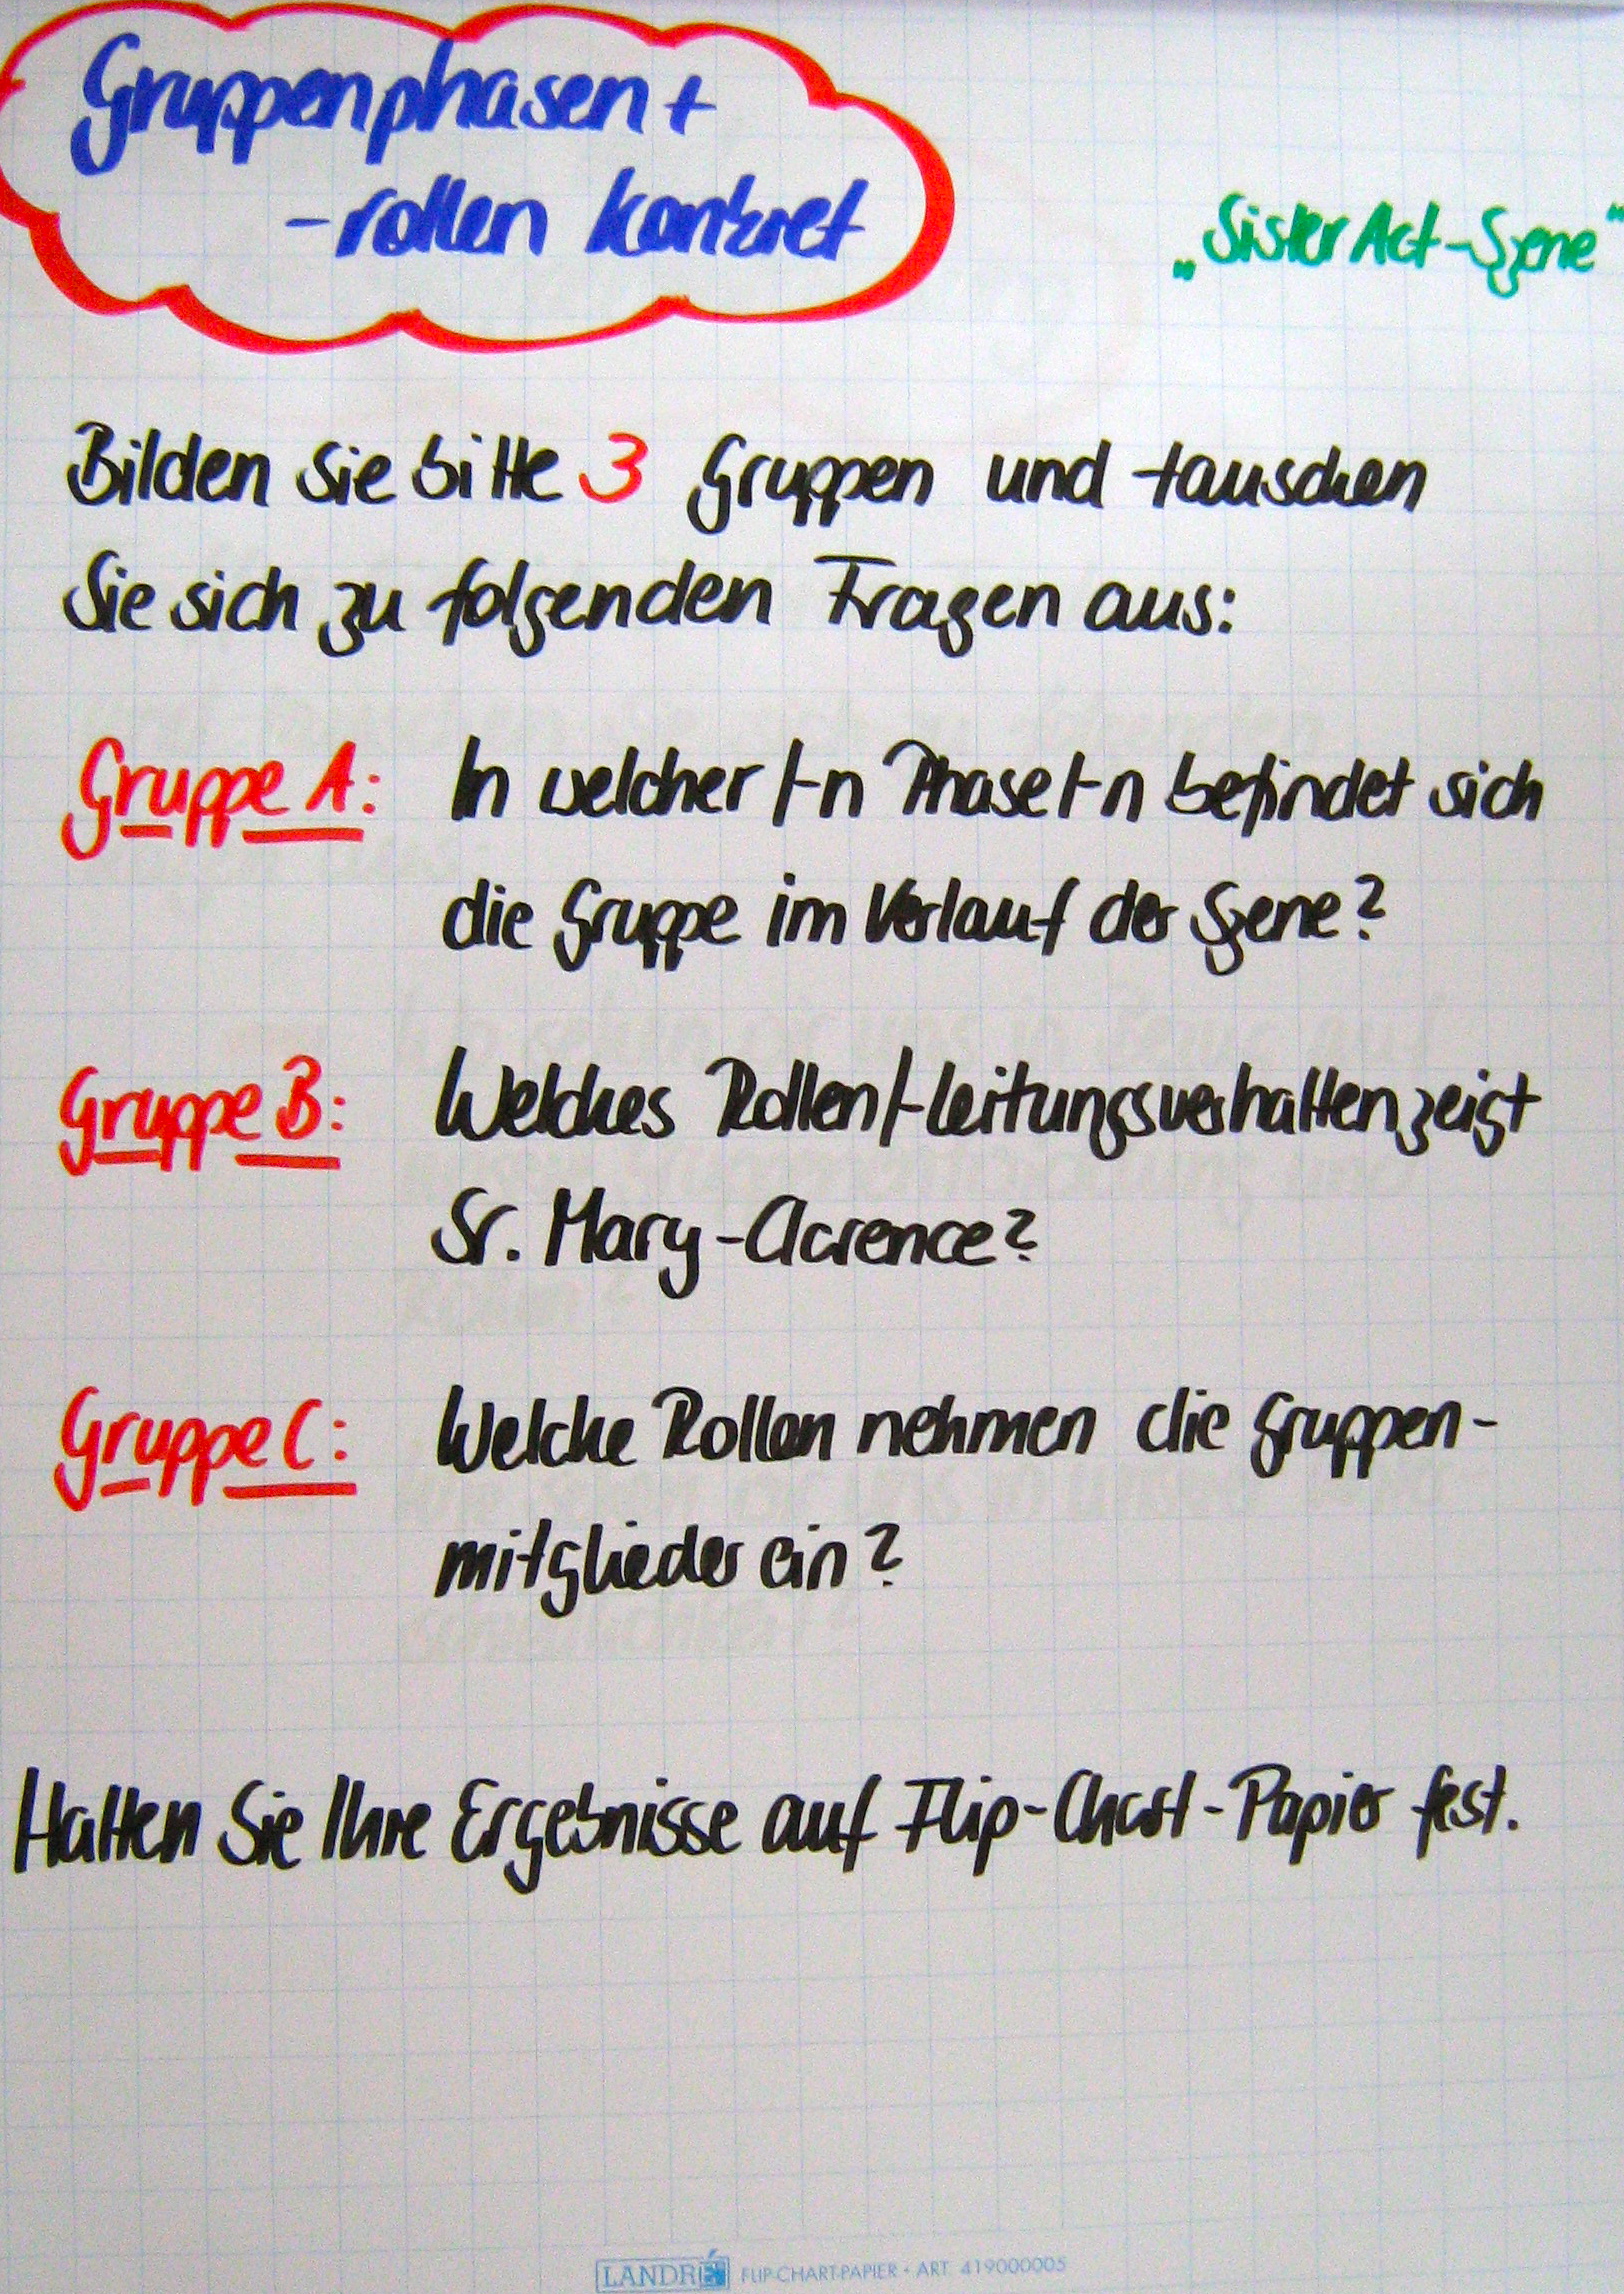 Gruppenphasen +
- rollen konkret
„Sister Act-Szene"
Bilden Sie bitte 3 Gruppen und tauschen
Sie sich zu folgenden Fragen aus:
Gruppe A: In welcher/-n Phase/-n befindet sich
die Gruppe im Verlauf der Szene?
Gruppe B: Welches Rollen/-leitungsverhalten zeigt
Sr. Mary-Clarence?
Gruppe C: Welche Rollen nehmen die Gruppen-
mitglieder ein?
Halten Sie Ihre Ergebnisse auf Flip-Chart-Papier fest.
LANDRÉ FLIP-CHART-PAPIER • ART. 419000005